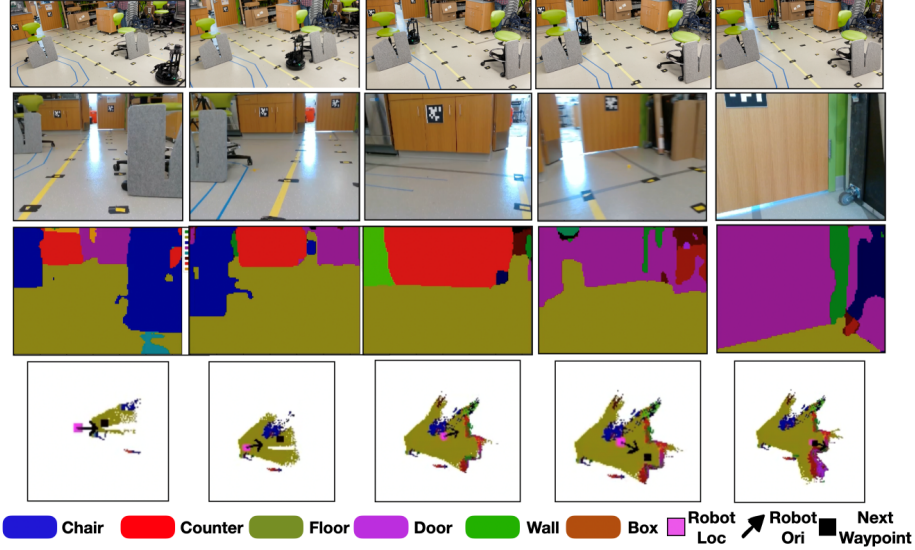 Chair
Counter
Floor
Door
Wall
Box
Robot
Loc
Robot
Ori
Next
Waypoint